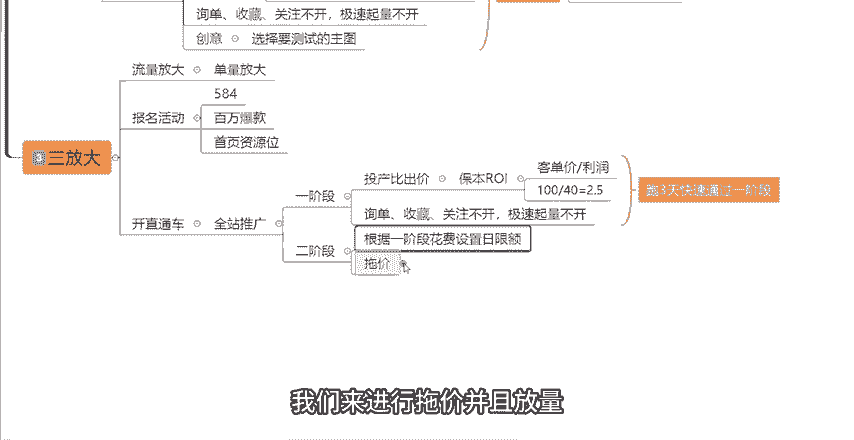 询单、收藏、关注不开，极速起量不开
创意 选择要测试的主图
流量放大 单量放大
584
报名活动 百万爆款
首页资源位
3 三放大
客单价/利润
投产比出价 保本ROI
100/40=2.5
一阶段
询单、收藏、关注不开，极速起量不开
开直通车 全站推广
根据一阶段花费设置日限额
二阶段
拖价
我们来进行拖价并且放量